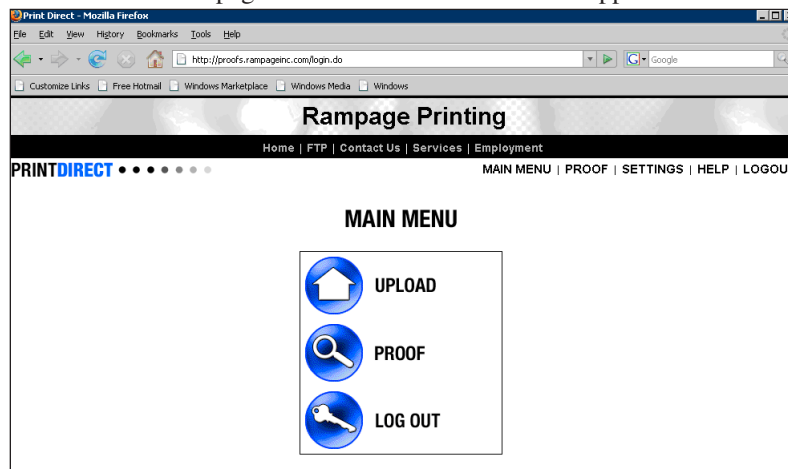 Print Direct - Mozilla Firefox
File Edit View History Bookmarks Tools Help
http://proofs.rampageinc.com/login.do
G Google
Customize Links Free Hotmail Windows Marketplace Windows Media Windows
Rampage Printing
Home | FTP | Contact Us | Services | Employment
PRINTDIRECT
MAIN MENU | PROOF | SETTINGS | HELP | LOGOU
MAIN MENU
UPLOAD
PROOF
LOG OUT